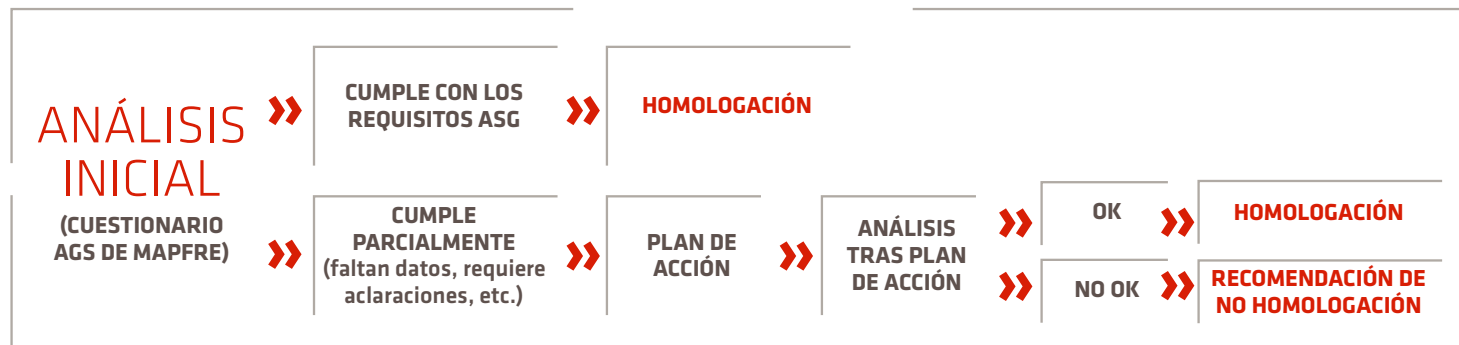 ANÁLISIS
INICIAL
(CUESTIONARIO
AGS DE MAPFRE)
CUMPLE CON LOS
REQUISITOS ASG
HOMOLOGACIÓN
CUMPLE
PARCIALMENTE
(faltan datos, requiere
aclaraciones, etc.)
PLAN DE
ACCIÓN
ANÁLISIS
TRAS PLAN
DE ACCIÓN
OK
HOMOLOGACIÓN
NO OK
RECOMENDACIÓN DE
NO HOMOLOGACIÓN